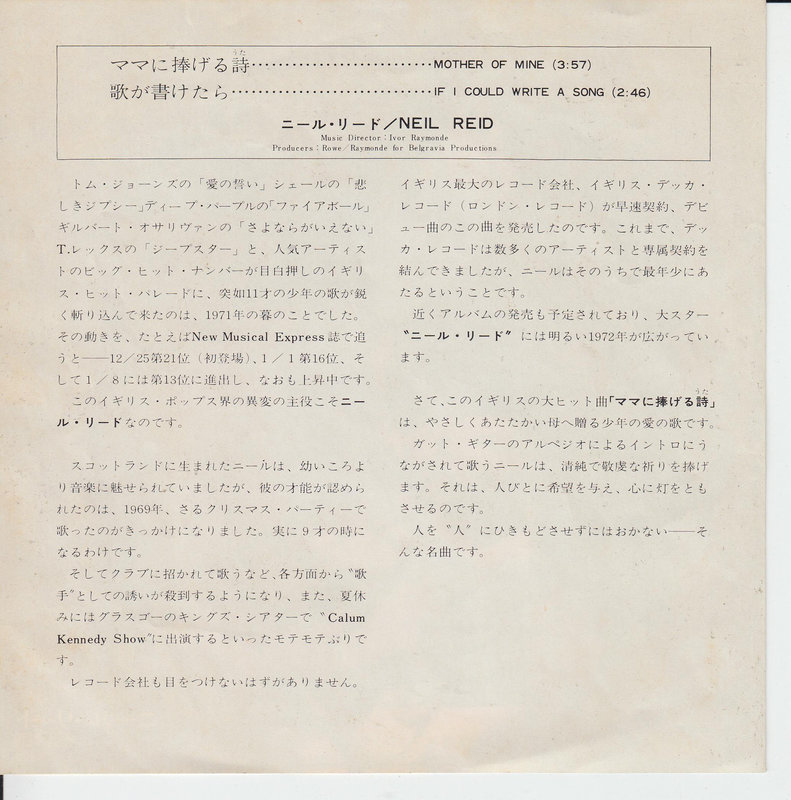 うた
ママに捧げる詩‥‥‥‥‥‥‥‥‥‥‥‥‥MOTHER OF MINE (3:57)
歌が書けたら‥‥‥‥‥‥‥‥‥‥‥‥‥‥IF I COULD WRITE A SONG (2:46)
ニール・リード／NEIL REID
Music Director : Ivor Raymonde
Producers : Rowe／Raymonde for Belgravia Productions
トム・ジョーンズの「愛の誓い」シェールの「悲
しきジプシー」ディープ・パープルの「ファイアボール」
ギルバート・オサリヴァンの「さよならがいえない」
T.レックスの「ジープスター」と、人気アーティス
トのビッグ・ヒット・ナンバーが目白押しのイギリ
ス・ヒット・パレードに、突如11才の少年の歌が鋭
く斬り込んで来たのは、1971年の暮のことでした。
その動きを、たとえばNew Musical Express誌で追
うと――12／25第21位（初登場）、1／1第16位、そ
して1／8には第13位に進出し、なおも上昇中です。
このイギリス・ポップス界の異変の主役こそニー
ル・リードなのです。
スコットランドに生まれたニールは、幼いころよ
り音楽に魅せられていましたが、彼の才能が認めら
れたのは、1969年、さるクリスマス・パーティーで
歌ったのがきっかけになりました。実に9才の時に
なるわけです。
そしてクラブに招かれて歌うなど、各方面から〝歌
手〟としての誘いが殺到するようになり、また、夏休
みにはグラスゴーのキングズ・シアターで〝Calum
Kennedy Show〟に出演するといったモテモテぶりで
す。
レコード会社も目をつけないはずがありません。
イギリス最大のレコード会社、イギリス・デッカ・
レコード（ロンドン・レコード）が早速契約、デビ
ュー曲のこの曲を発売したのです。これまで、デッ
カ・レコードは数多くのアーティストと専属契約を
結んできましたが、ニールはそのうちで最年少にあ
たるということです。
近くアルバムの発売も予定されており、大スター
〝ニール・リード〟には明るい1972年が広がってい
ます。
うた
さて、このイギリスの大ヒット曲「ママに捧げる詩」
は、やさしくあたたかい母へ贈る少年の愛の歌です。
ガット・ギターのアルペジオによるイントロにう
ながされて歌うニールは、清純で敬虔な祈りを捧げ
ます。それは、人びとに希望を与え、心に灯をとも
させるのです。
人を〝人〟にひきもどさせずにはおかない――そ
んな名曲です。